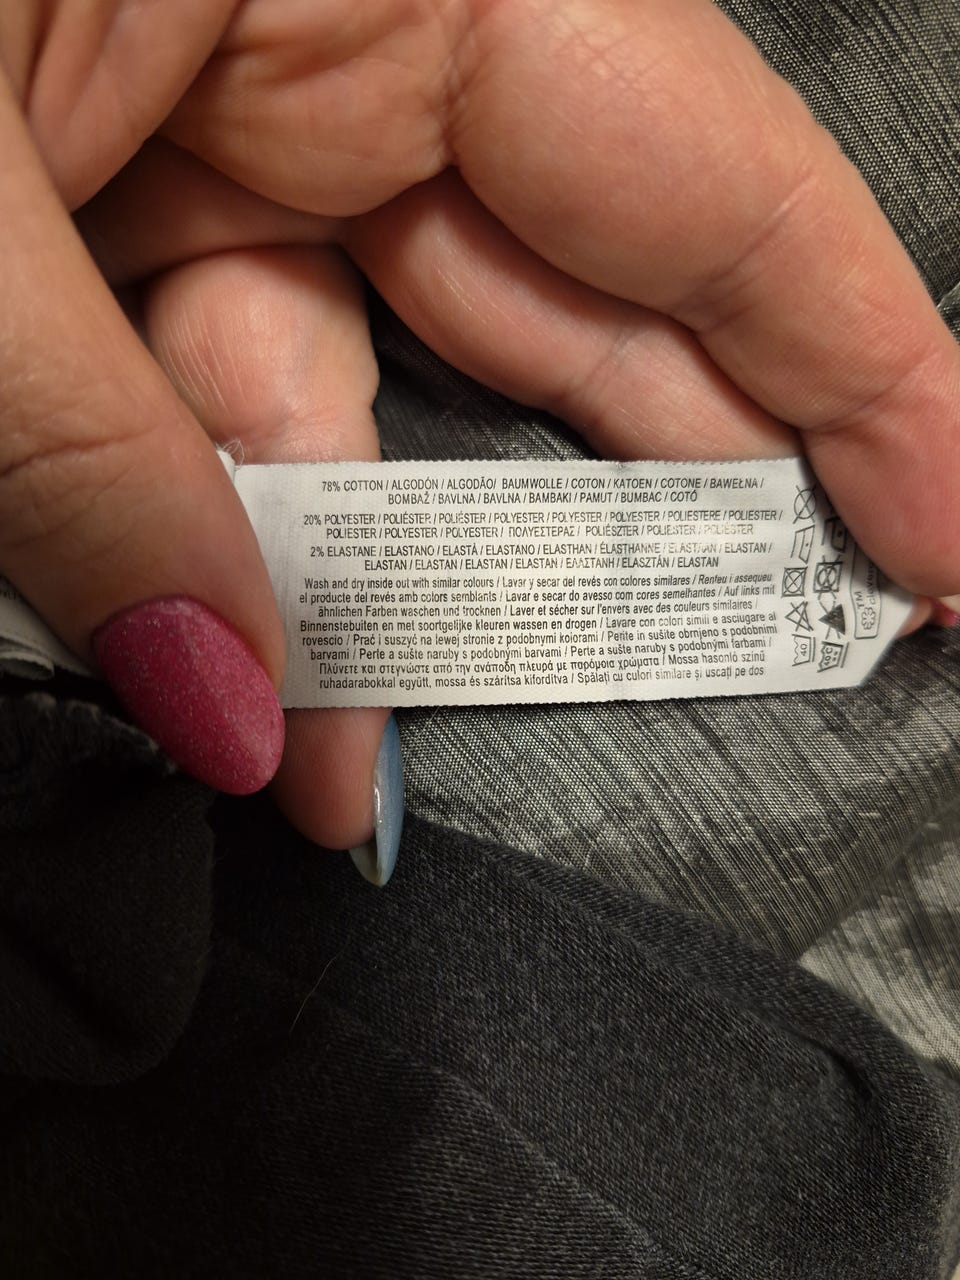 78% COTTON / ALGODÓN / ALGODÃO/ BAUMWOLLE / COTON / KATOEN / COTONE / BAWEŁNA /
BOMBAŽ / BAVLNA / BAVLNA / BAMBAKI / PAMUT / BUMBAC / COTÓ
20% POLYESTER / POLIÉSTER / POLIÉSTER / POLYESTER / POLYESTER / POLYESTER / POLIESTERE / POLIESTER /
POLIESTER / POLYESTER / POLYESTER / ΠΟΛΥΕΣΤΕΡΑΣ / POLIÉSZTER / POLIESTER / POLIÈSTER
2% ELASTANE / ELASTANO / ELASTÀ / ELASTANO / ELASTHAN / ÉLASTHANNE / ELASTAAN / ELASTAN /
ELASTAN / ELASTAN / ELASTAN / ELASTAN / ΕΛΑΣΤΑΝΗ / ELASZTÁN / ELASTAN
Wash and dry inside out with similar colours / Lavar y secar del revés con colores similares / Renteu i assequeu
el producte del revés amb colors semblants / Lavar e secar do avesso com cores semelhantes / Auf links mit
ähnlichen Farben waschen und trocknen / Laver et sécher sur l'envers avec des couleurs similaires /
Binnenstebuiten en met soortgelijke kleuren wassen en drogen / Lavare con colori simili e asciugare al
rovescio / Prać i suszyć na lewej stronie z podobnymi kolorami / Perite in sušite obrnjeno s podobnimi
barvami / Perte a sušte naruby s podobnými barvami / Perte a sušte naruby s podobnými farbami /
Πλύνετε και στεγνώστε από την ανάποδη πλευρά με παρόμοια χρώματα / Mossa hasonló színű
ruhadarabokkal együtt, mossa és szárítsa kifordítva / Spălați cu culori similare și uscați pe dos
40
TM
clever